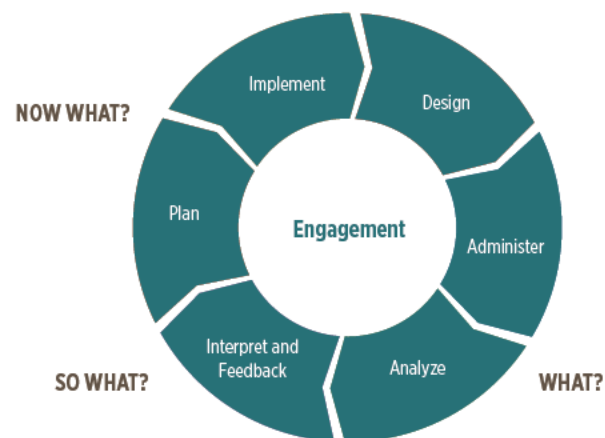 Implement
Design
NOW WHAT?
Plan
Engagement
Administer
Interpret and
Feedback
Analyze
SO WHAT?
WHAT?